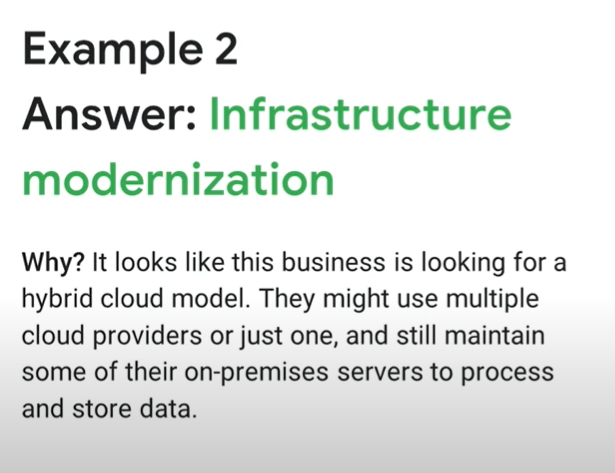 Example 2
Answer: Infrastructure
modernization
Why? It looks like this business is looking for a
hybrid cloud model. They might use multiple
cloud providers or just one, and still maintain
some of their on-premises servers to process
and store data.